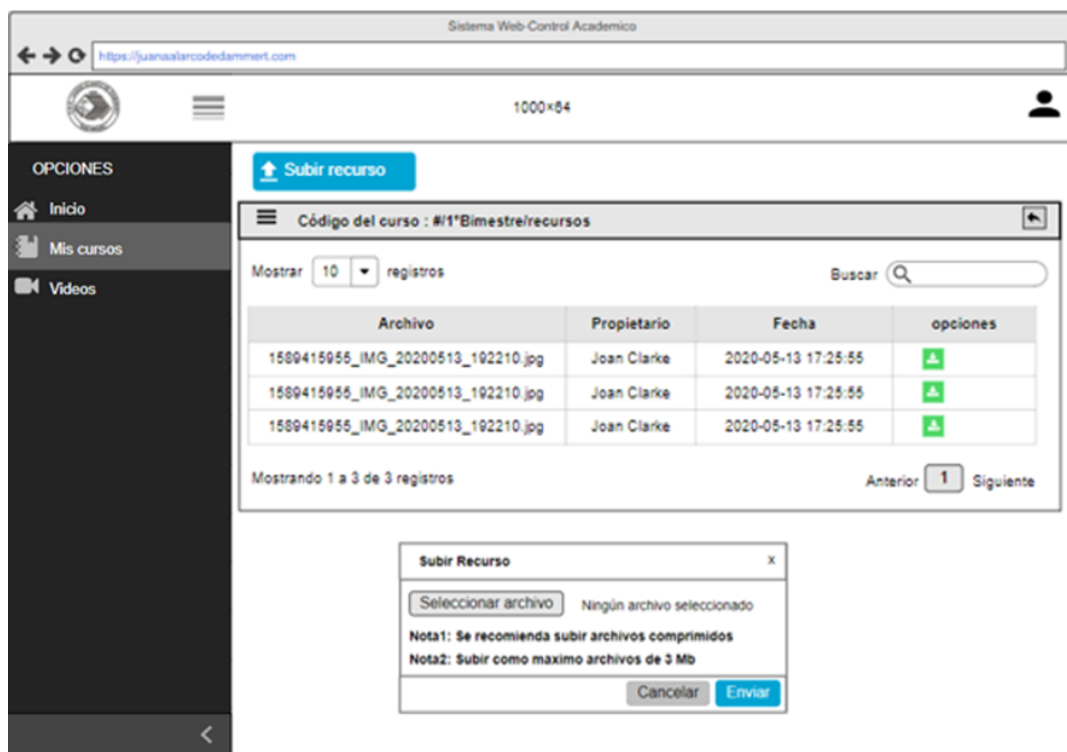 Sistema Web-Control Academico
https://juanaalarcodedammert.com
1000×64
OPCIONES
Inicio
Mis cursos
Videos
Subir recurso
Código del curso : #/1°Bimestre/recursos
Mostrar 10 registros Buscar
Archivo Propietario Fecha opciones
1589415955_IMG_20200513_192210.jpg Joan Clarke 2020-05-13 17:25:55
1589415955_IMG_20200513_192210.jpg Joan Clarke 2020-05-13 17:25:55
1589415955_IMG_20200513_192210.jpg Joan Clarke 2020-05-13 17:25:55
Mostrando 1 a 3 de 3 registros Anterior 1 Siguiente
Subir Recurso x
Seleccionar archivo Ningún archivo seleccionado
Nota1: Se recomienda subir archivos comprimidos
Nota2: Subir como maximo archivos de 3 Mb
Cancelar Enviar